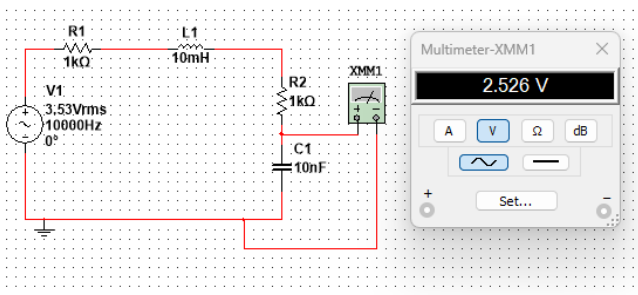 R1
1kΩ
L1
10mH
V1
3.53Vrms
10000Hz
0°
R2
1kΩ
C1
10nF
XMM1
+ −
Multimeter-XMM1
2.526 V
A V Ω dB
+ Set... −